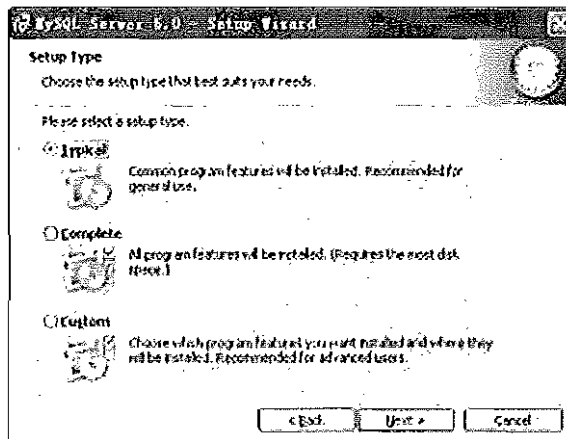 MySQL Server 6.0 - Setup Wizard
Setup Type
Choose the setup type that best suits your needs.
Please select a setup type.
Typical
Common program features will be installed. Recommended for
general use.
Complete
All program features will be installed. (Requires the most disk
space.)
Custom
Choose which program features you want installed and where they
will be installed. Recommended for advanced users.
< Back
Next >
Cancel